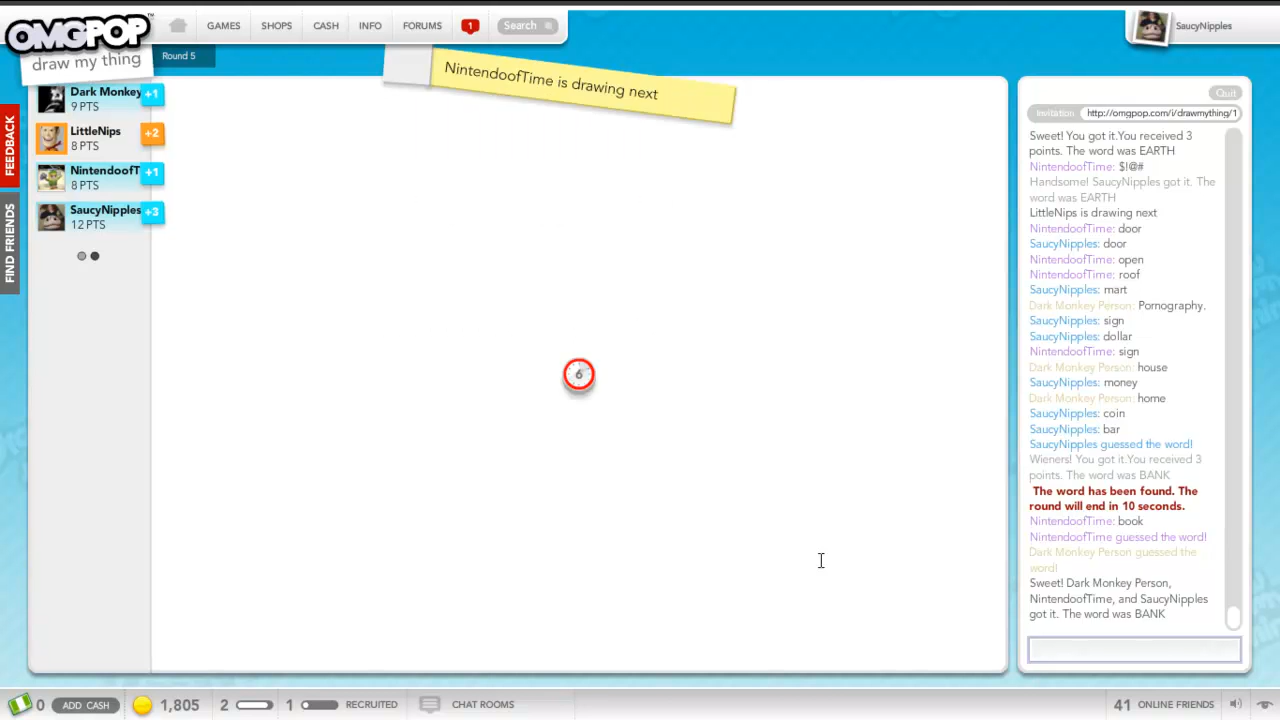 OMGPOP
draw my thing
GAMES
SHOPS
CASH
INFO
FORUMS
1
Search
SaucyNipples
Round 5
NintendoofTime is drawing next
FEEDBACK
FIND FRIENDS
Dark Monkey
+1
9 PTS
LittleNips
+2
8 PTS
NintendoofT
+1
8 PTS
SaucyNipples
+3
12 PTS
6
Quit
Invitation http://omgpop.com/i/drawmything/1
Sweet! You got it.You received 3
points. The word was EARTH
NintendoofTime: $!@#
Handsome! SaucyNipples got it. The
word was EARTH
LittleNips is drawing next
NintendoofTime: door
SaucyNipples: door
NintendoofTime: open
NintendoofTime: roof
SaucyNipples: mart
Dark Monkey Person: Pornography.
SaucyNipples: sign
SaucyNipples: dollar
NintendoofTime: sign
Dark Monkey Person: house
SaucyNipples: money
Dark Monkey Person: home
SaucyNipples: coin
SaucyNipples: bar
SaucyNipples guessed the word!
Wieners! You got it.You received 3
points. The word was BANK
The word has been found. The
round will end in 10 seconds.
NintendoofTime: book
NintendoofTime guessed the word!
Dark Monkey Person guessed the
word!
Sweet! Dark Monkey Person,
NintendoofTime, and SaucyNipples
got it. The word was BANK
0
ADD CASH
1,805
2
1
RECRUITED
CHAT ROOMS
41 ONLINE FRIENDS